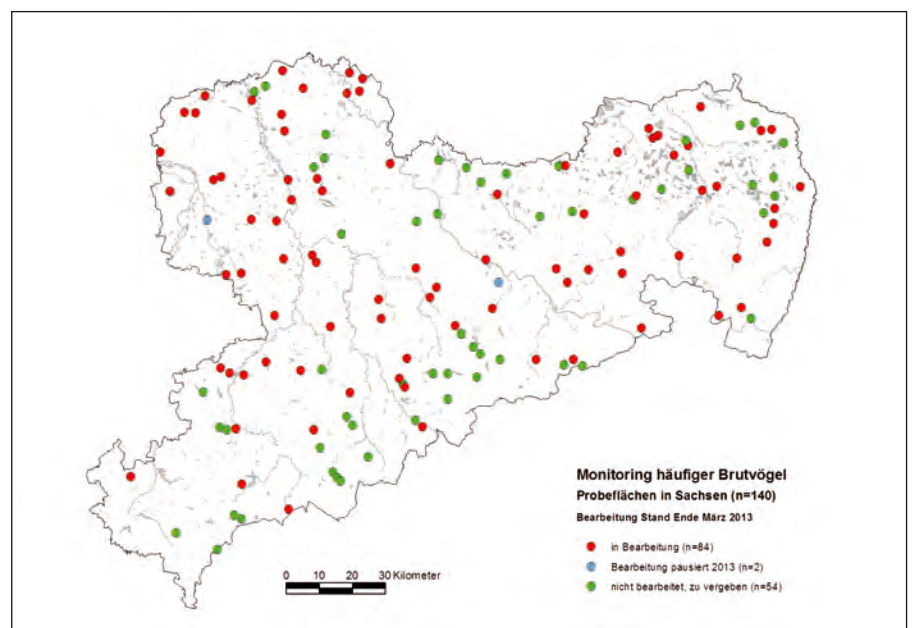 Monitoring häufiger Brutvögel
Probeflächen in Sachsen (n=140)
Bearbeitung Stand Ende März 2013
in Bearbeitung (n=84)
Bearbeitung pausiert 2013 (n=2)
nicht bearbeitet, zu vergeben (n=54)
0 10 20 30 Kilometer